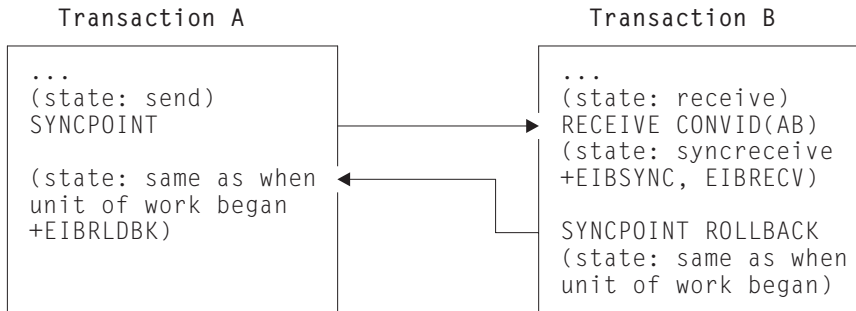 Transaction A
Transaction B
...
(state: send)
SYNCPOINT
(state: same as when
unit of work began
+EIBRLDBK)
...
(state: receive)
RECEIVE CONVID(AB)
(state: syncreceive
+EIBSYNC, EIBRECV)
SYNCPOINT ROLLBACK
(state: same as when
unit of work began)